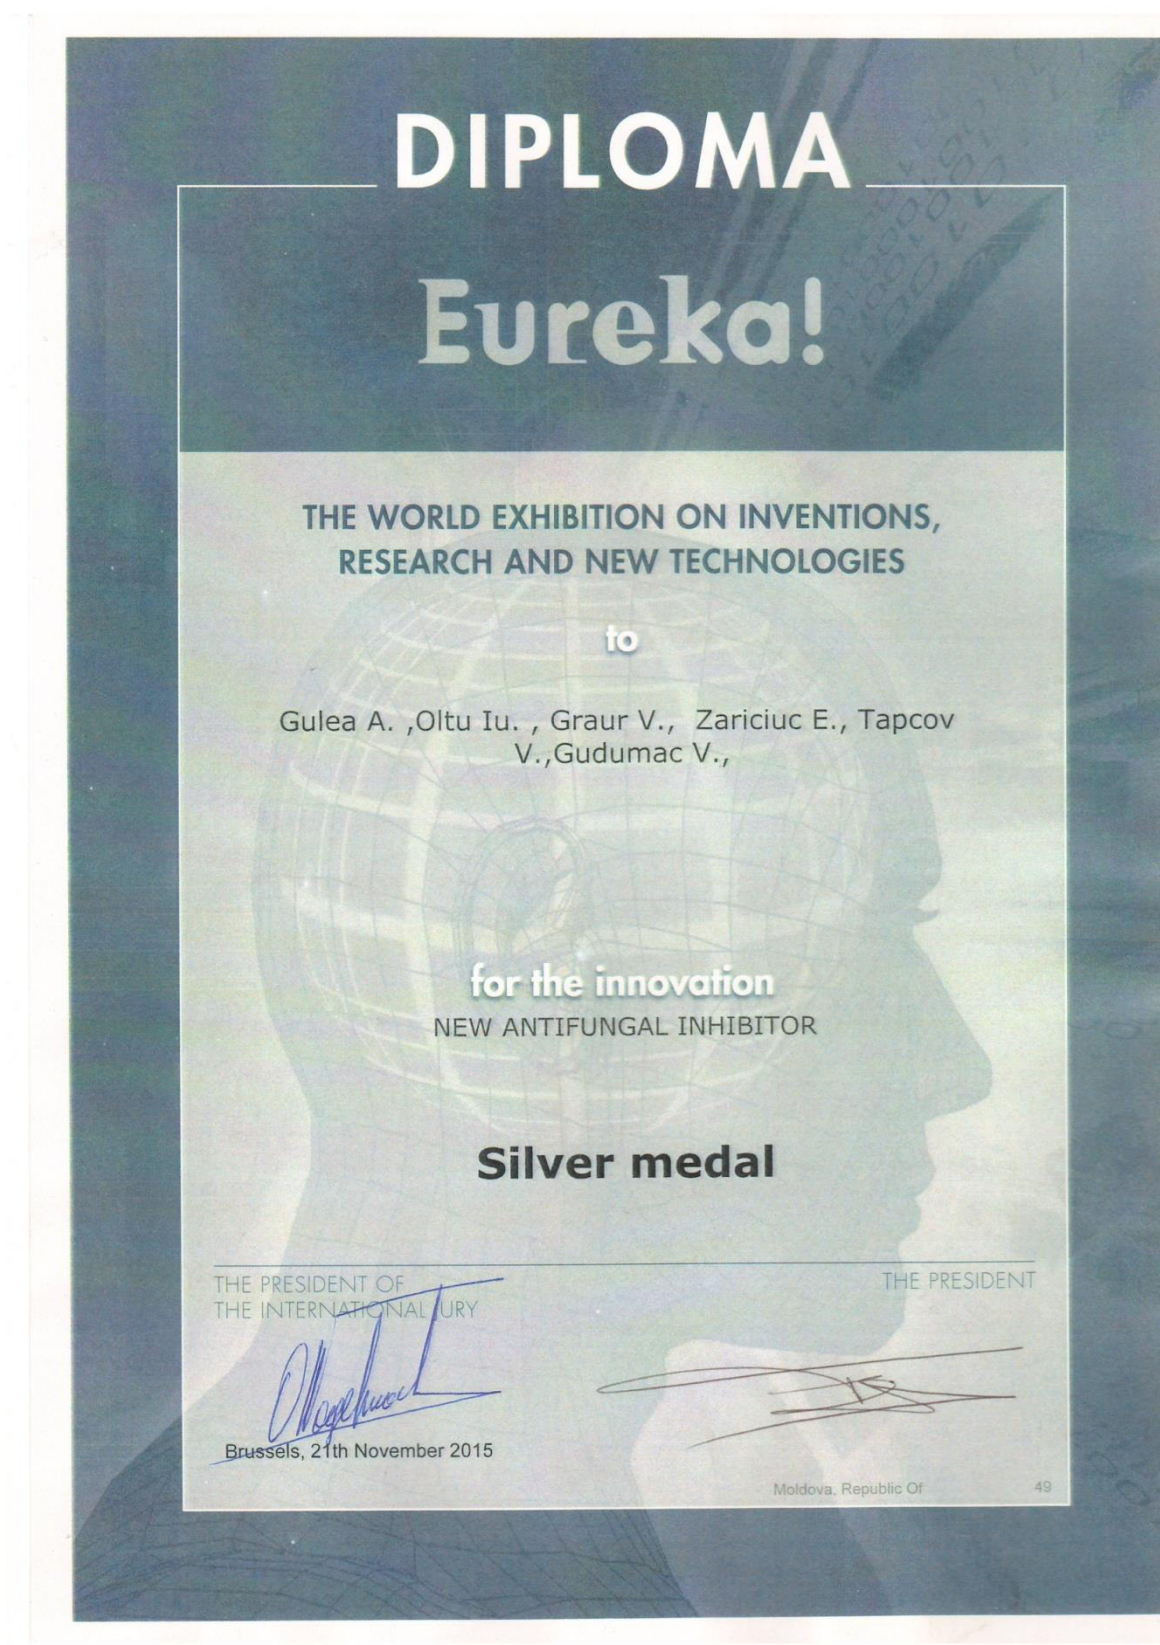 DIPLOMA
Eureka!
THE WORLD EXHIBITION ON INVENTIONS,
RESEARCH AND NEW TECHNOLOGIES
to
Gulea A. ,Oltu Iu. , Graur V., Zariciuc E., Tapcov
V.,Gudumac V.,
for the innovation
NEW ANTIFUNGAL INHIBITOR
Silver medal
THE PRESIDENT OF
THE INTERNATIONAL JURY
THE PRESIDENT
Brussels, 21th November 2015
Moldova, Republic Of 49